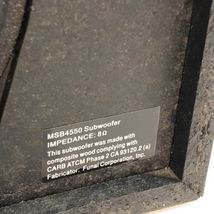 MSB4550 Subwoofer
IMPEDANCE: 8Ω
This subwoofer was made with
composite wood complying with
CARB ATCM Phase 2 CA 93120.2 (a)
Fabricator: Funai Corporation, Inc.